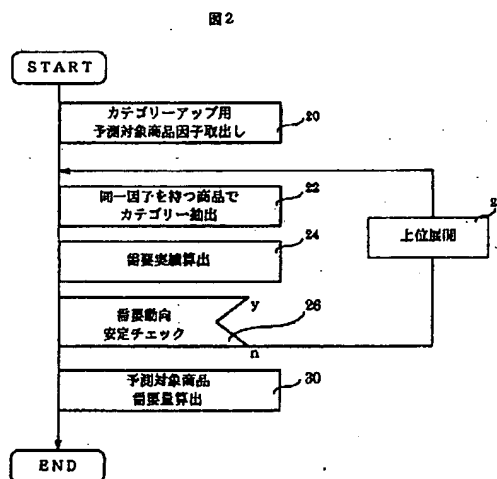 図2
START
カテゴリーアップ用
予測対象商品因子取出し
20
同一因子を持つ商品で
カテゴリー抽出
22
需要実績算出
24
上位展開
2
需要動向
安定チェック
y
26
n
予測対象商品
需要量算出
30
END